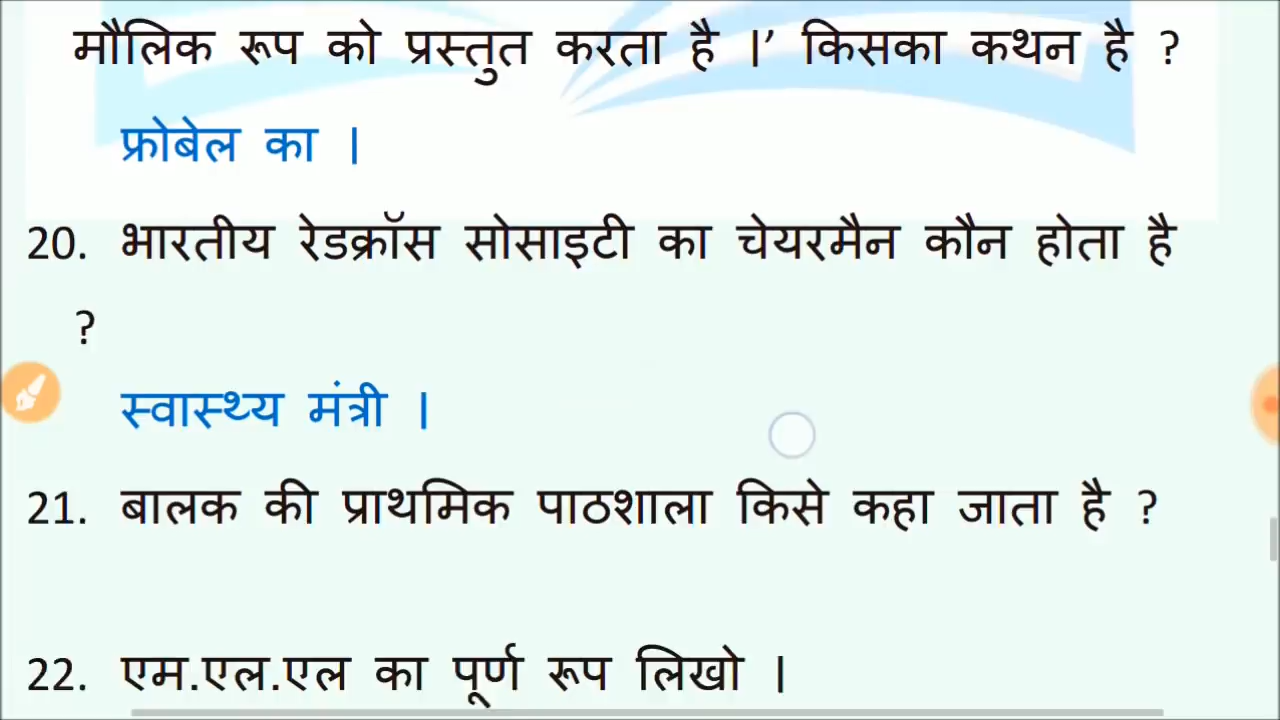 मौलिक रूप को प्रस्तुत करता है ।’ किसका कथन है ?
फ्रोबेल का ।
20. भारतीय रेडक्रॉस सोसाइटी का चेयरमैन कौन होता है
?
स्वास्थ्य मंत्री ।
21. बालक की प्राथमिक पाठशाला किसे कहा जाता है ?
22. एम.एल.एल का पूर्ण रूप लिखो ।